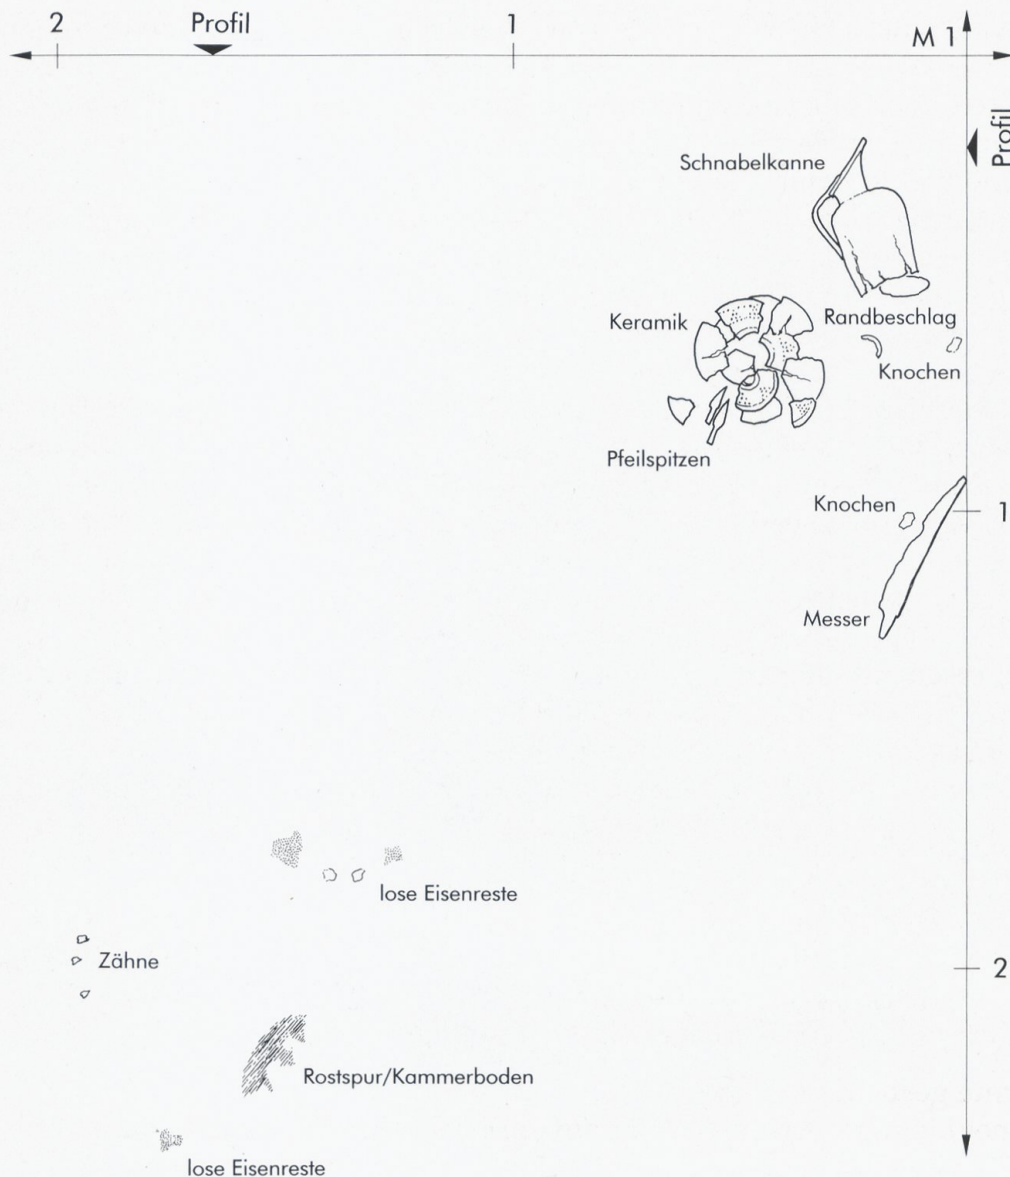 2
Profil
1
M 1
Profil
Schnabelkanne
Keramik
Randbeschlag
Knochen
Pfeilspitzen
Knochen
1
Messer
lose Eisenreste
Zähne
2
Rostspur/Kammerboden
lose Eisenreste